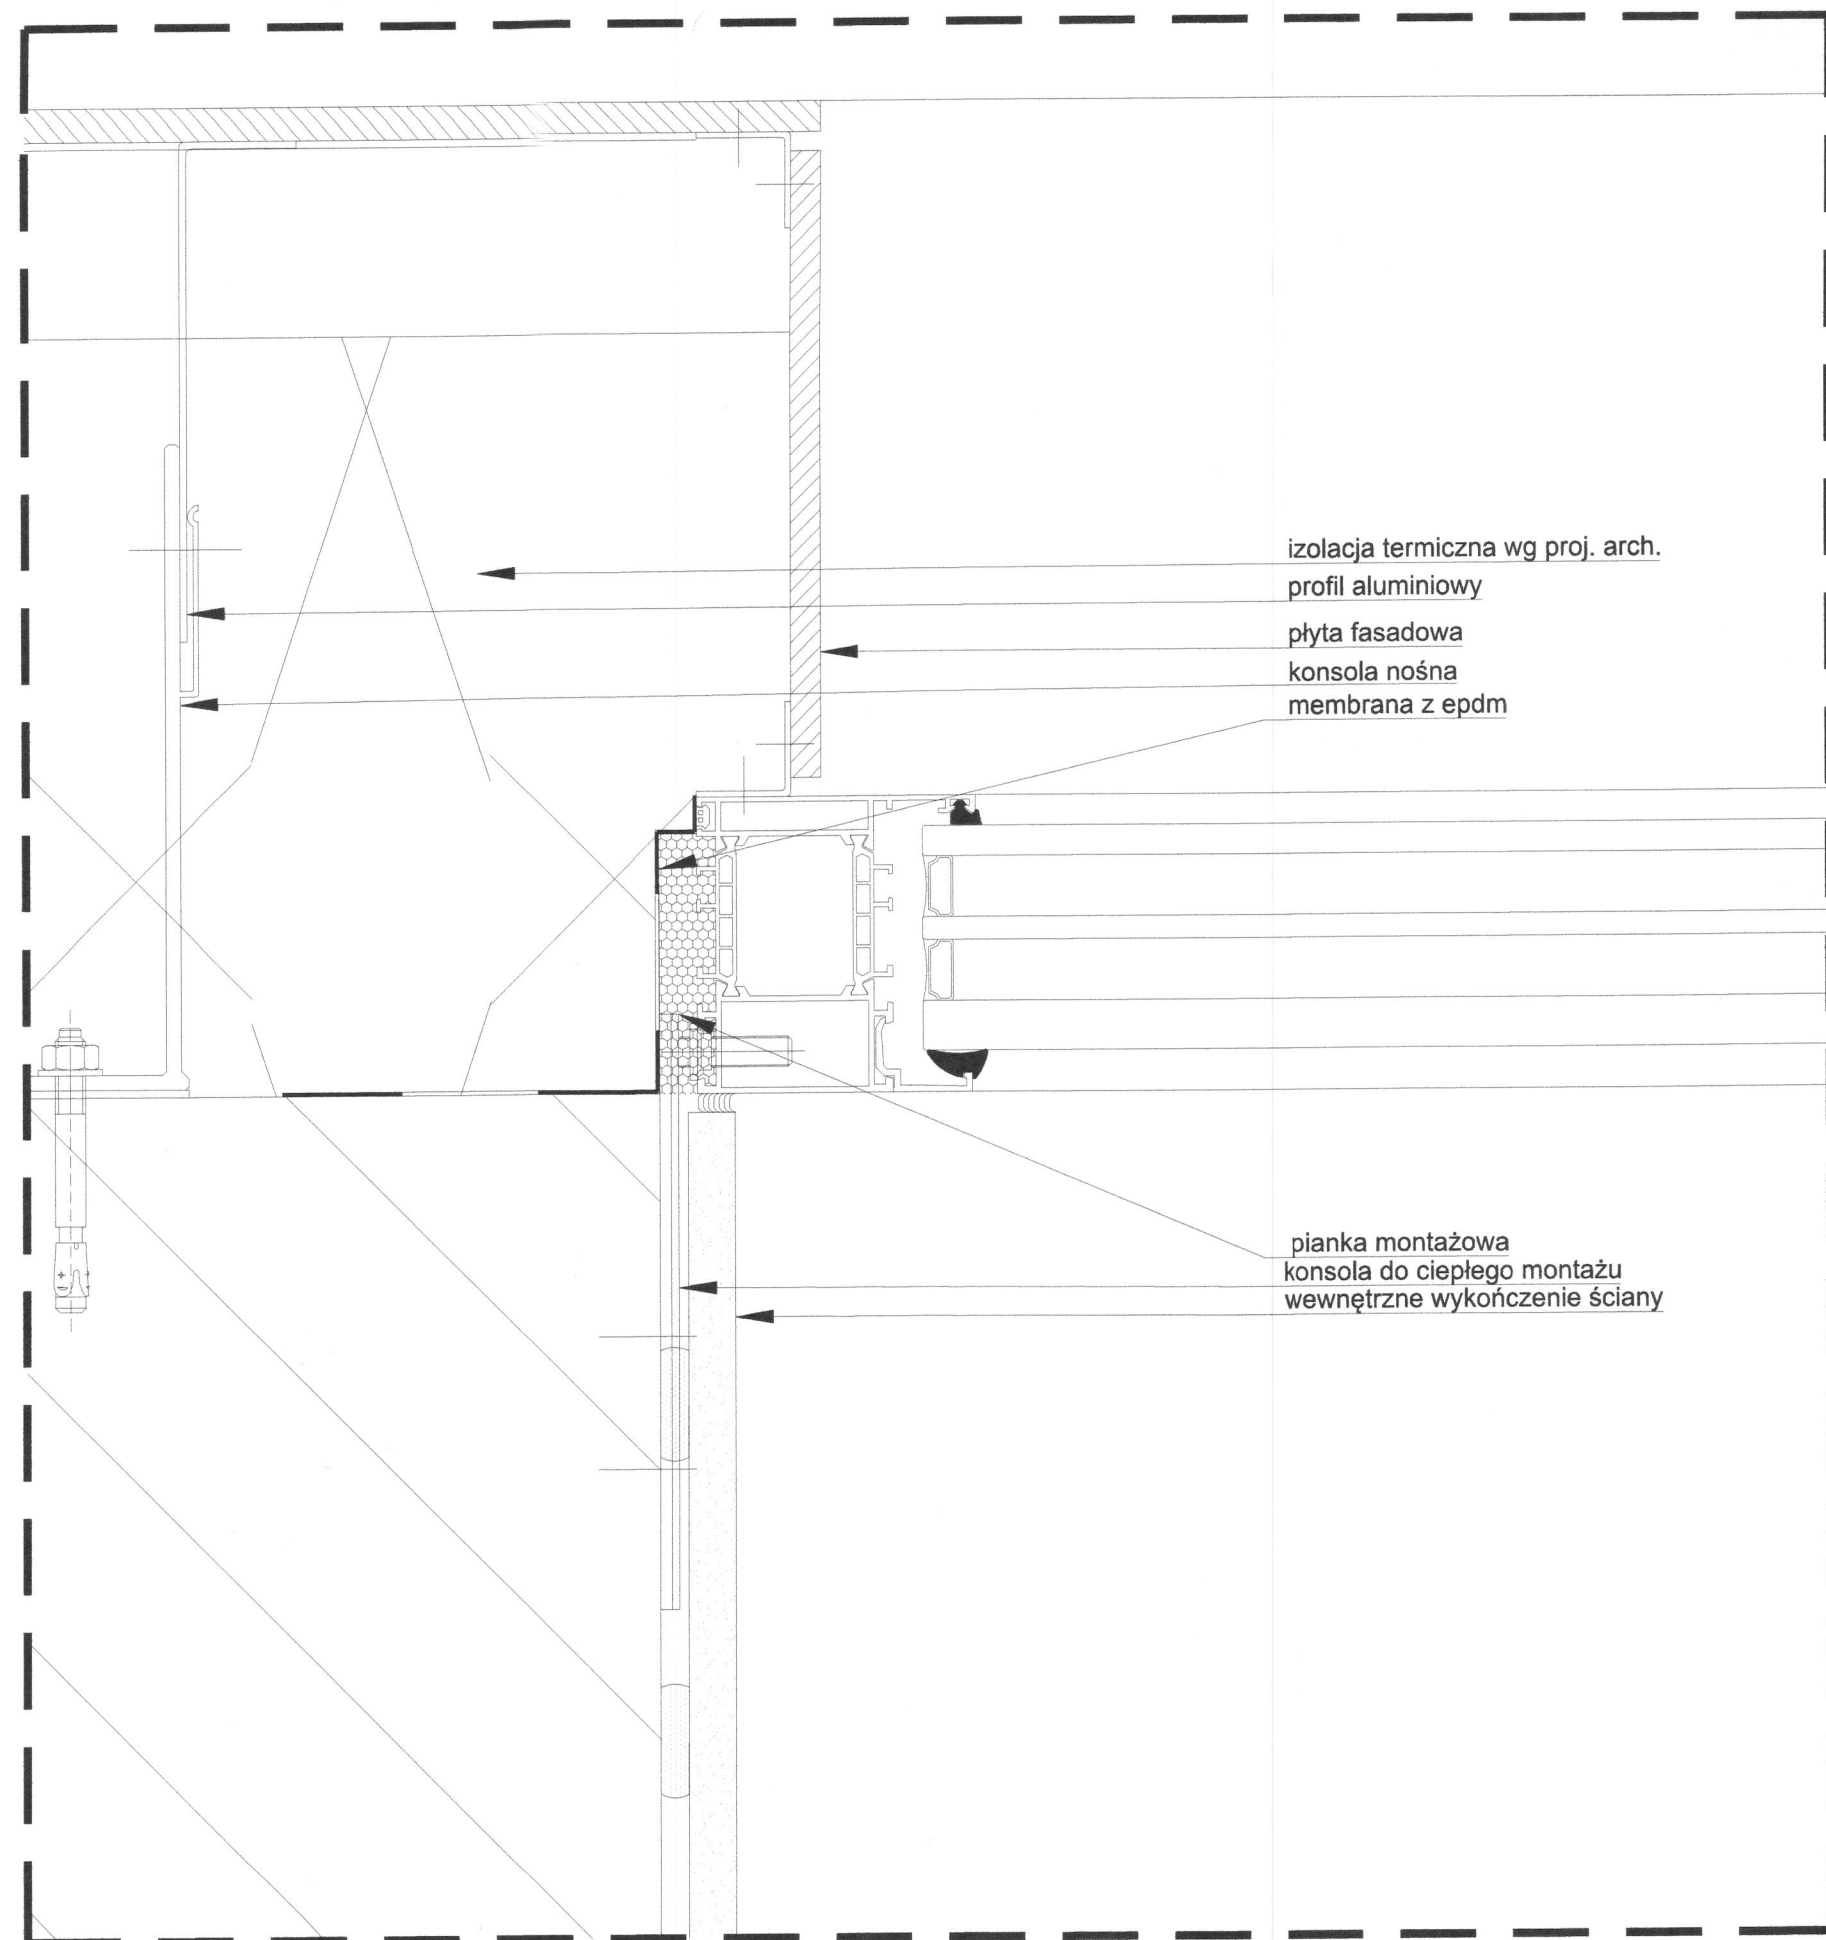 izolacja termiczna wg proj. arch.
profil aluminiowy
płyta fasadowa
konsola nośna
membrana z epdm
pianka montażowa
konsola do ciepłego montażu
wewnętrzne wykończenie ściany